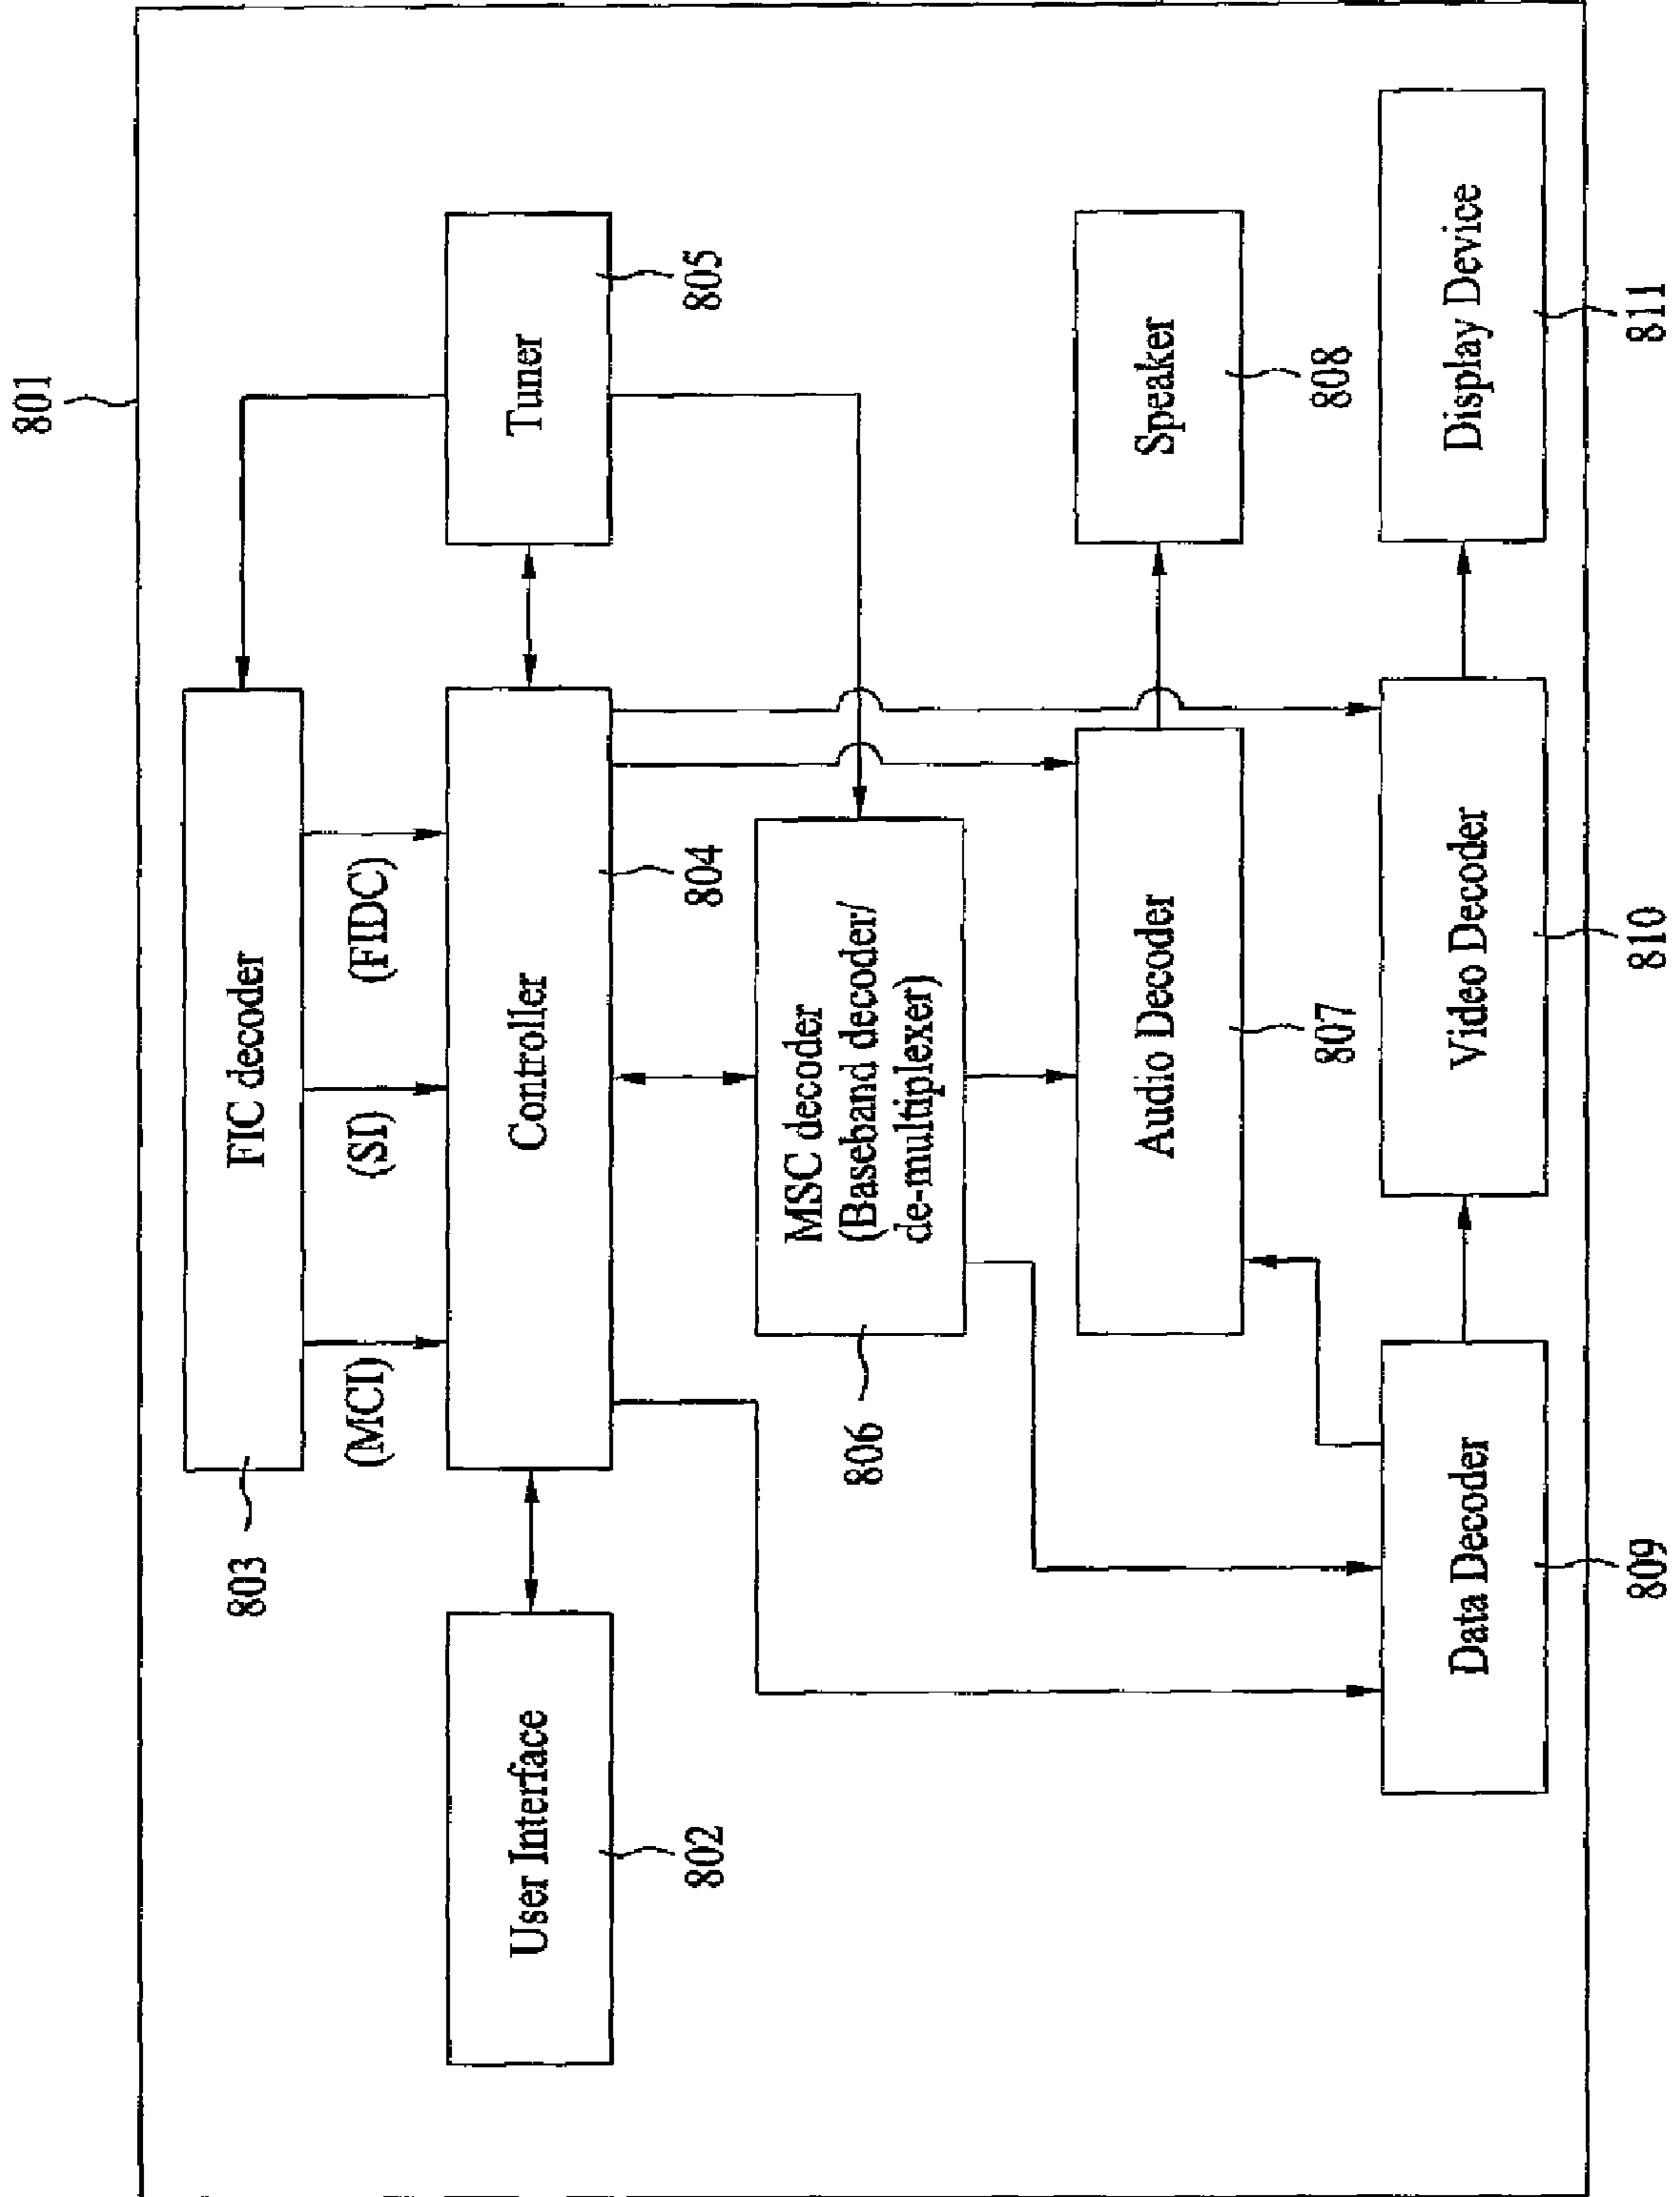 801
FIC decoder
803
(MCI)
(SI)
(FIDC)
User Interface
802
Controller
804
Tuner
805
MSC decoder
(Baseband decoder/
de-multiplexer)
806
Audio Decoder
807
Speaker
808
Data Decoder
809
Video Decoder
810
Display Device
811